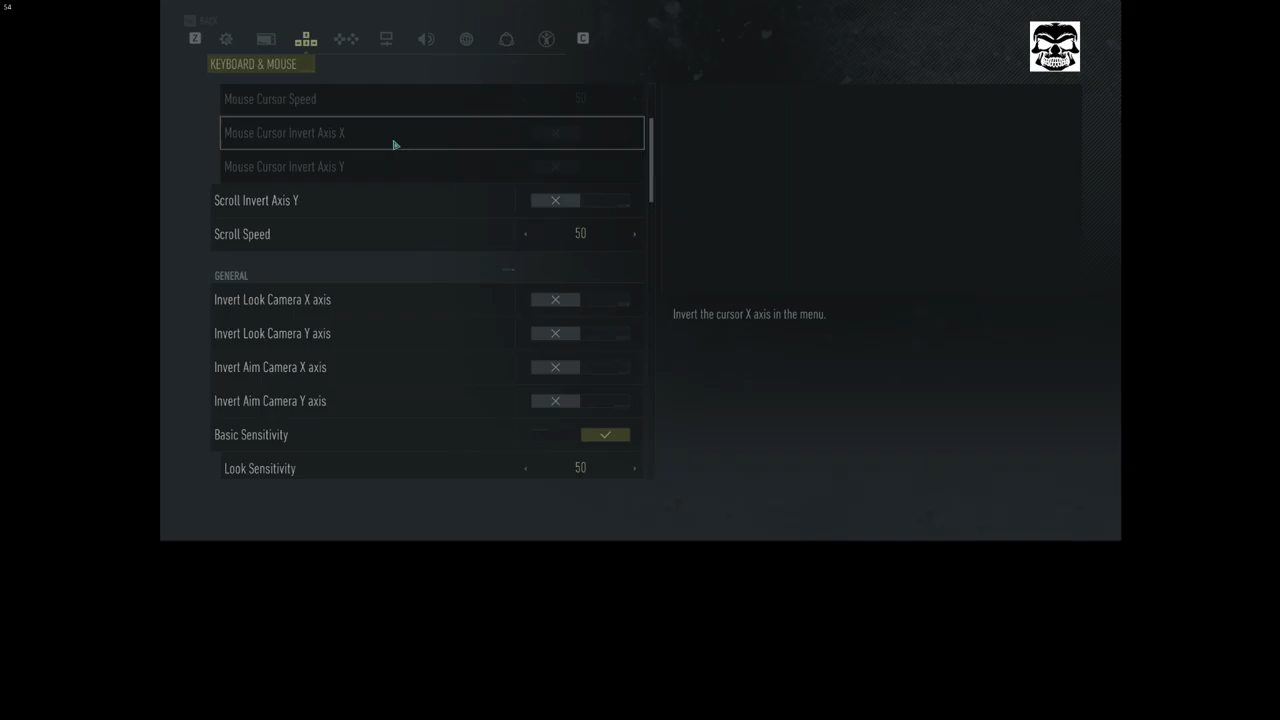 54
BACK
Z
C
KEYBOARD & MOUSE
Mouse Cursor Speed 50
Mouse Cursor Invert Axis X
Mouse Cursor Invert Axis Y
Scroll Invert Axis Y
Scroll Speed 50
GENERAL
Invert Look Camera X axis
Invert the cursor X axis in the menu.
Invert Look Camera Y axis
Invert Aim Camera X axis
Invert Aim Camera Y axis
Basic Sensitivity
Look Sensitivity 50